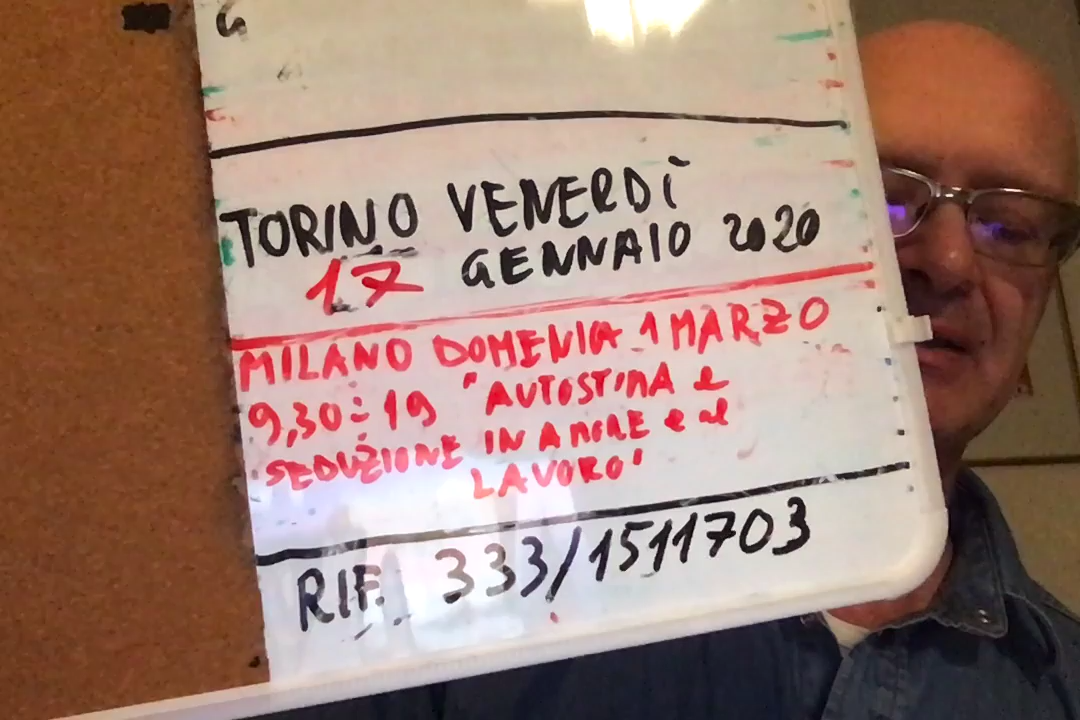 TORINO VENERDÌ
17 GENNAIO 2020
MILANO DOMENIA 1 MARZO
9,30÷19 "AUTOSTIMA e
SEDUZIONE IN AMORE e al
LAVORO"
RIF. 333/1511703